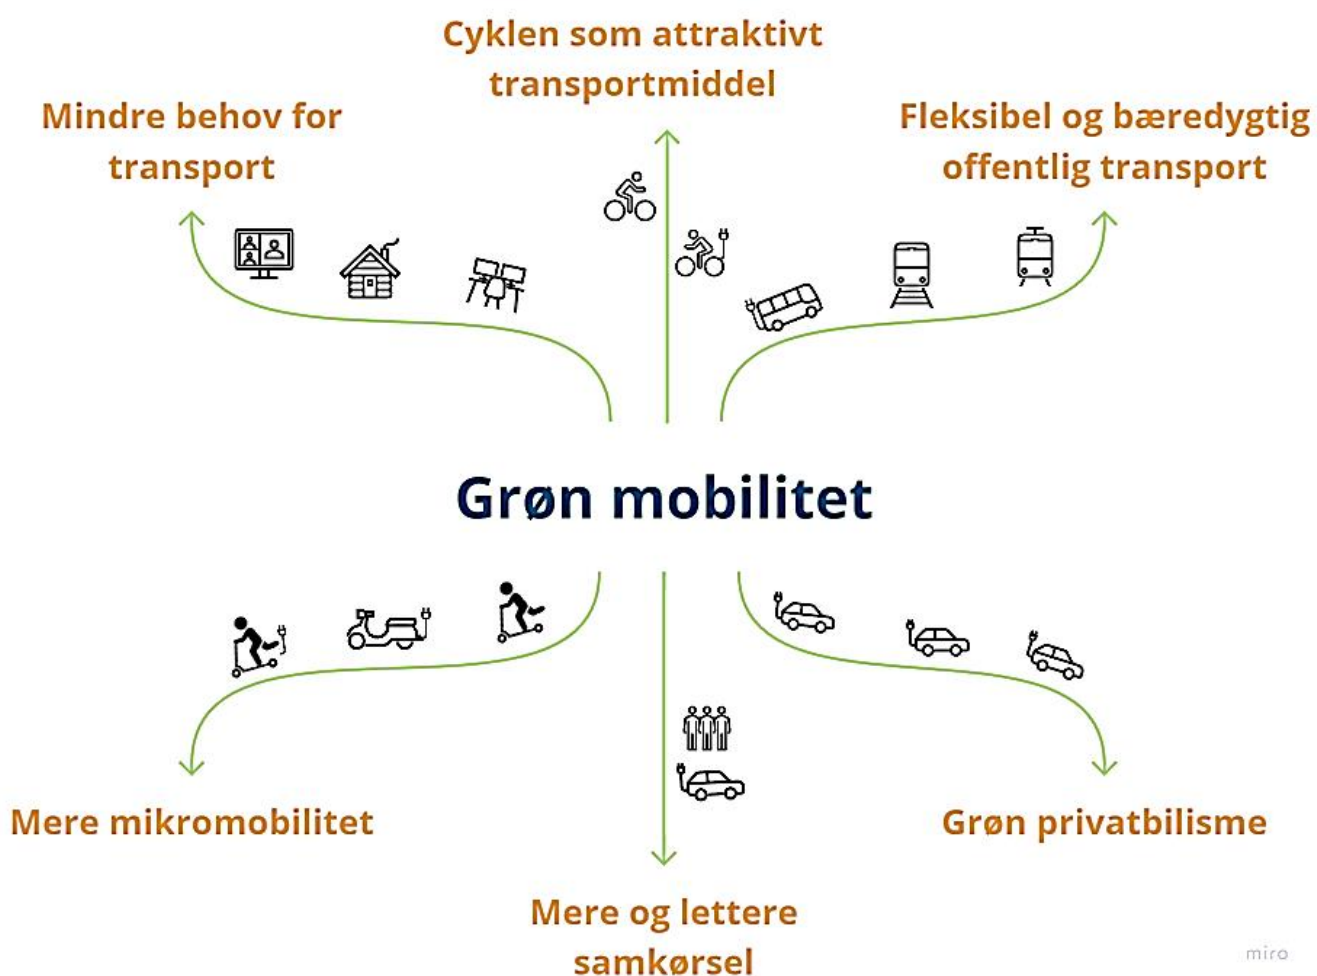 Cyklen som attraktivt
transportmiddel
Mindre behov for
transport
Fleksibel og bæredygtig
offentlig transport
Grøn mobilitet
Mere mikromobilitet
Grøn privatbilisme
Mere og lettere
samkørsel
miro